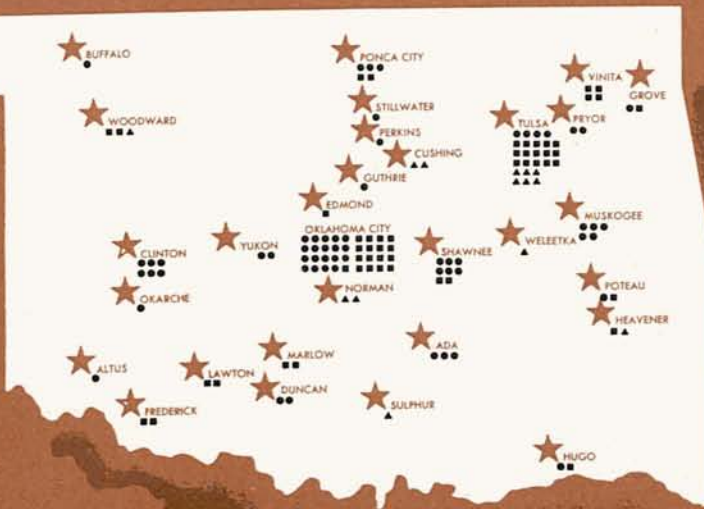 BUFFALO
PONCA CITY
VINITA
GROVE
WOODWARD
STILLWATER
TULSA
PRYOR
PERKINS
CUSHING
GUTHRIE
EDMOND
MUSKOGEE
OKLAHOMA CITY
CLINTON
YUKON
SHAWNEE
WELEETKA
OKARCHE
NORMAN
POTEAU
HEAVENER
ADA
MARLOW
ALTUS
LAWTON
DUNCAN
SULPHUR
FREDERICK
HUGO